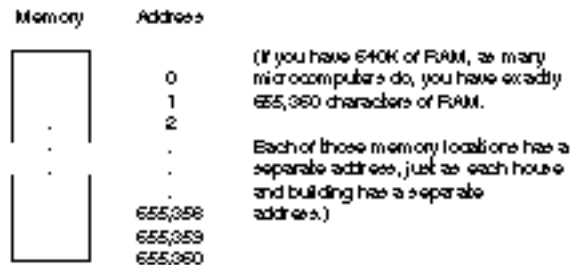 Memory Address
(If you have 640K of RAM, as many
0 microcomputers do, you have exactly
1 655,360 characters of RAM.
2
. . Each of those memory locations has a
. . separate address, just as each house
. . and building has a separate
655,358 address.)
655,359
655,360